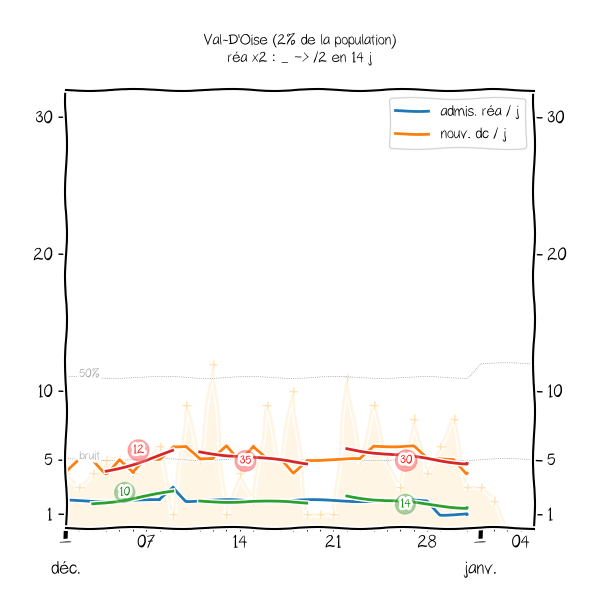 Val-D'Oise (2% de la population)
réa x2 : _ -> /2 en 14 j
admis. réa / j
nouv. dc / j
30 30
20 20
50%
10 10
12
35
30
bruit
5 5
10
14
1 1
07 14 21 28 04
déc. janv.